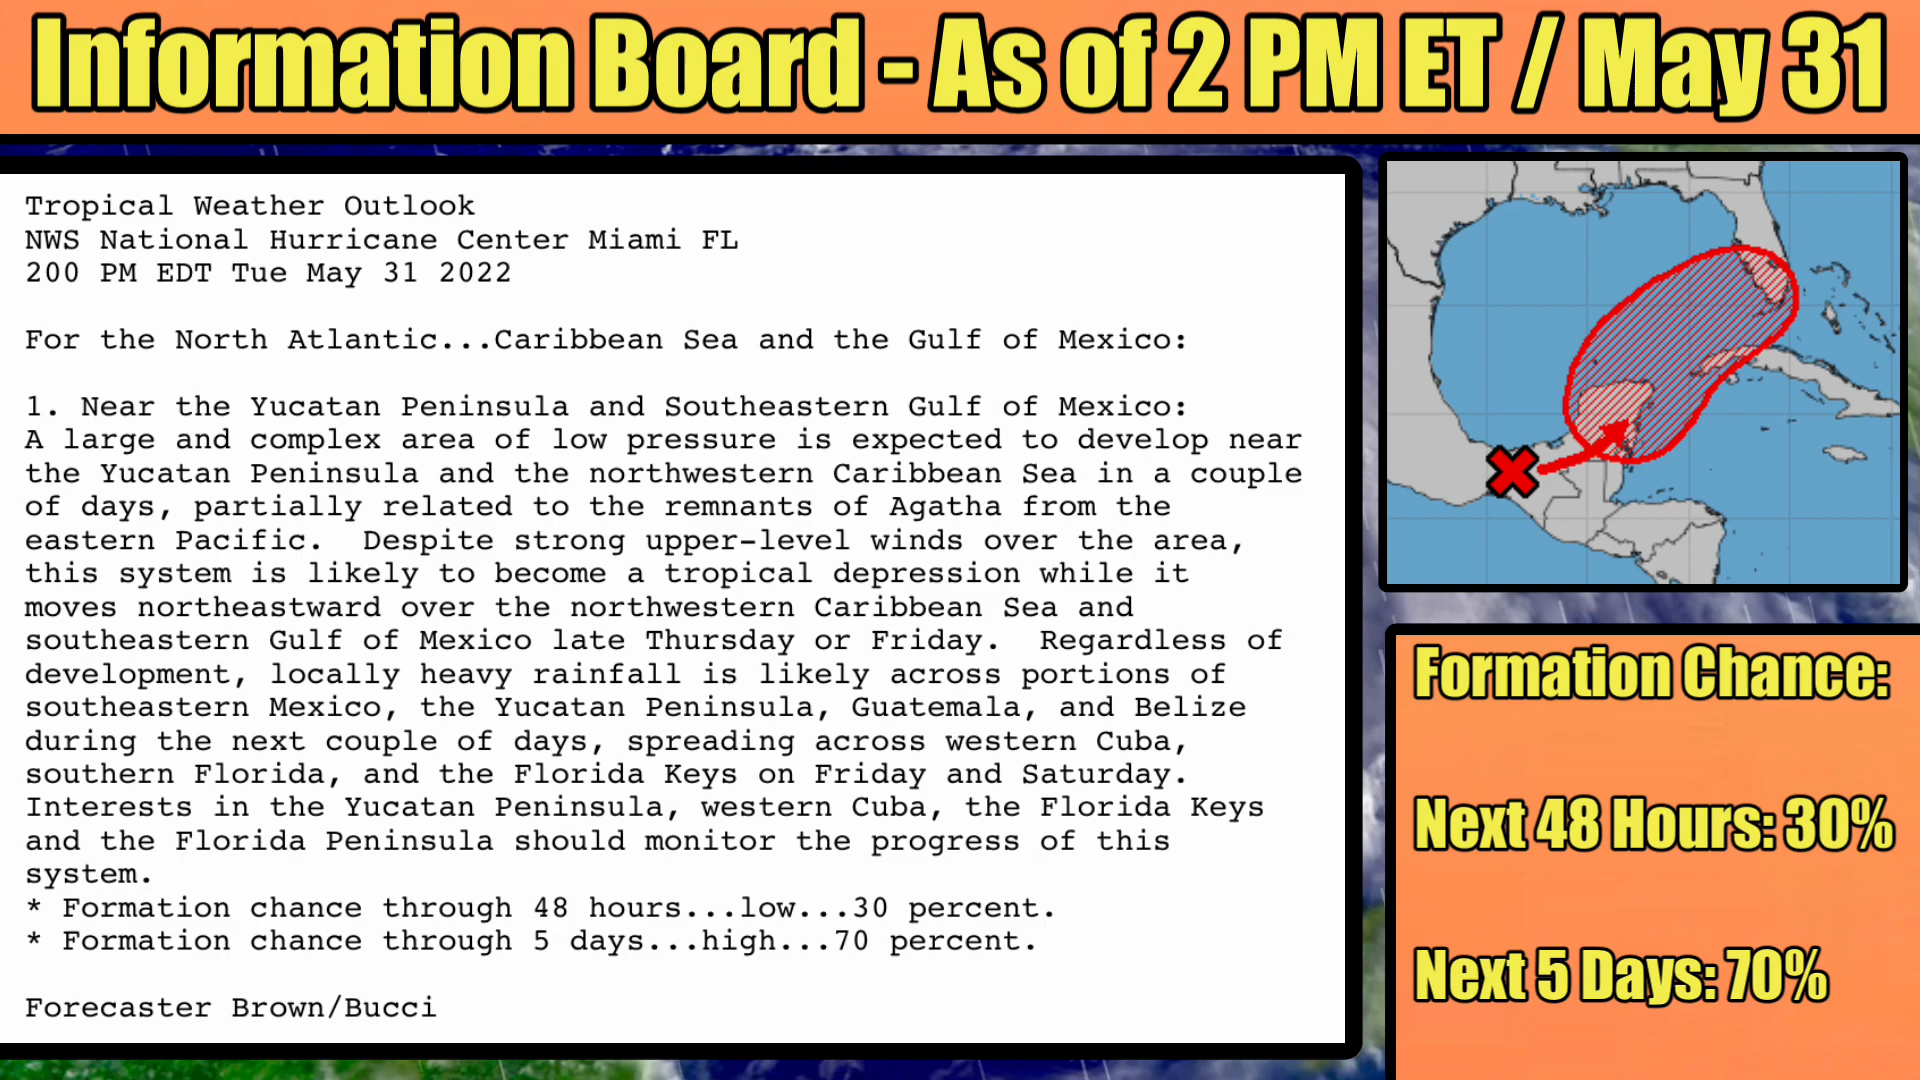 Information Board - As of 2 PM ET / May 31
Tropical Weather Outlook
NWS National Hurricane Center Miami FL
200 PM EDT Tue May 31 2022
For the North Atlantic...Caribbean Sea and the Gulf of Mexico:
1. Near the Yucatan Peninsula and Southeastern Gulf of Mexico:
A large and complex area of low pressure is expected to develop near
the Yucatan Peninsula and the northwestern Caribbean Sea in a couple
of days, partially related to the remnants of Agatha from the
eastern Pacific.  Despite strong upper-level winds over the area,
this system is likely to become a tropical depression while it
moves northeastward over the northwestern Caribbean Sea and
southeastern Gulf of Mexico late Thursday or Friday.  Regardless of
development, locally heavy rainfall is likely across portions of
southeastern Mexico, the Yucatan Peninsula, Guatemala, and Belize
during the next couple of days, spreading across western Cuba,
southern Florida, and the Florida Keys on Friday and Saturday.
Interests in the Yucatan Peninsula, western Cuba, the Florida Keys
and the Florida Peninsula should monitor the progress of this
system.
* Formation chance through 48 hours...low...30 percent.
* Formation chance through 5 days...high...70 percent.
Forecaster Brown/Bucci
Formation Chance:
Next 48 Hours: 30%
Next 5 Days: 70%